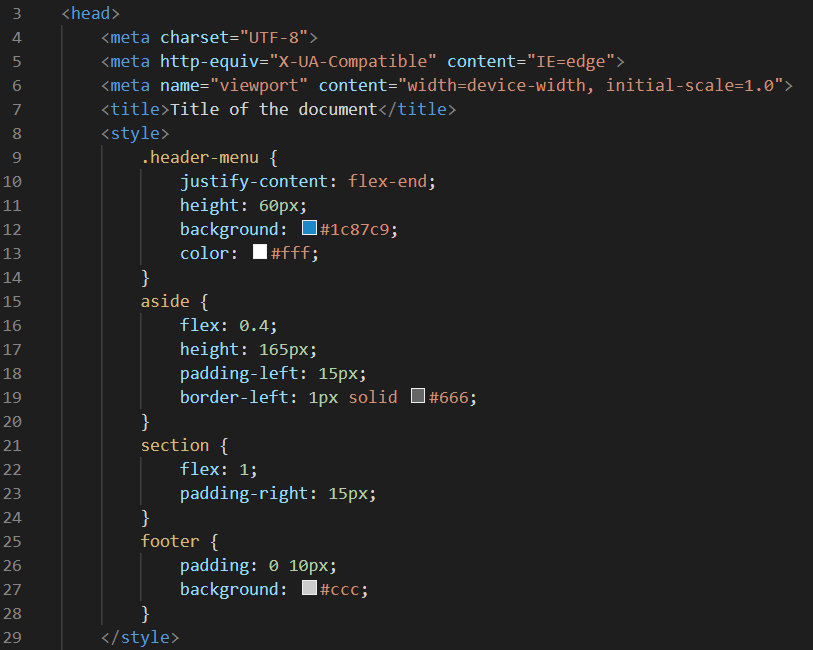 3 <head>
4     <meta charset="UTF-8">
5     <meta http-equiv="X-UA-Compatible" content="IE=edge">
6     <meta name="viewport" content="width=device-width, initial-scale=1.0">
7     <title>Title of the document</title>
8     <style>
9         .header-menu {
10             justify-content: flex-end;
11             height: 60px;
12             background: #1c87c9;
13             color: #fff;
14         }
15         aside {
16             flex: 0.4;
17             height: 165px;
18             padding-left: 15px;
19             border-left: 1px solid #666;
20         }
21         section {
22             flex: 1;
23             padding-right: 15px;
24         }
25         footer {
26             padding: 0 10px;
27             background: #ccc;
28         }
29     </style>